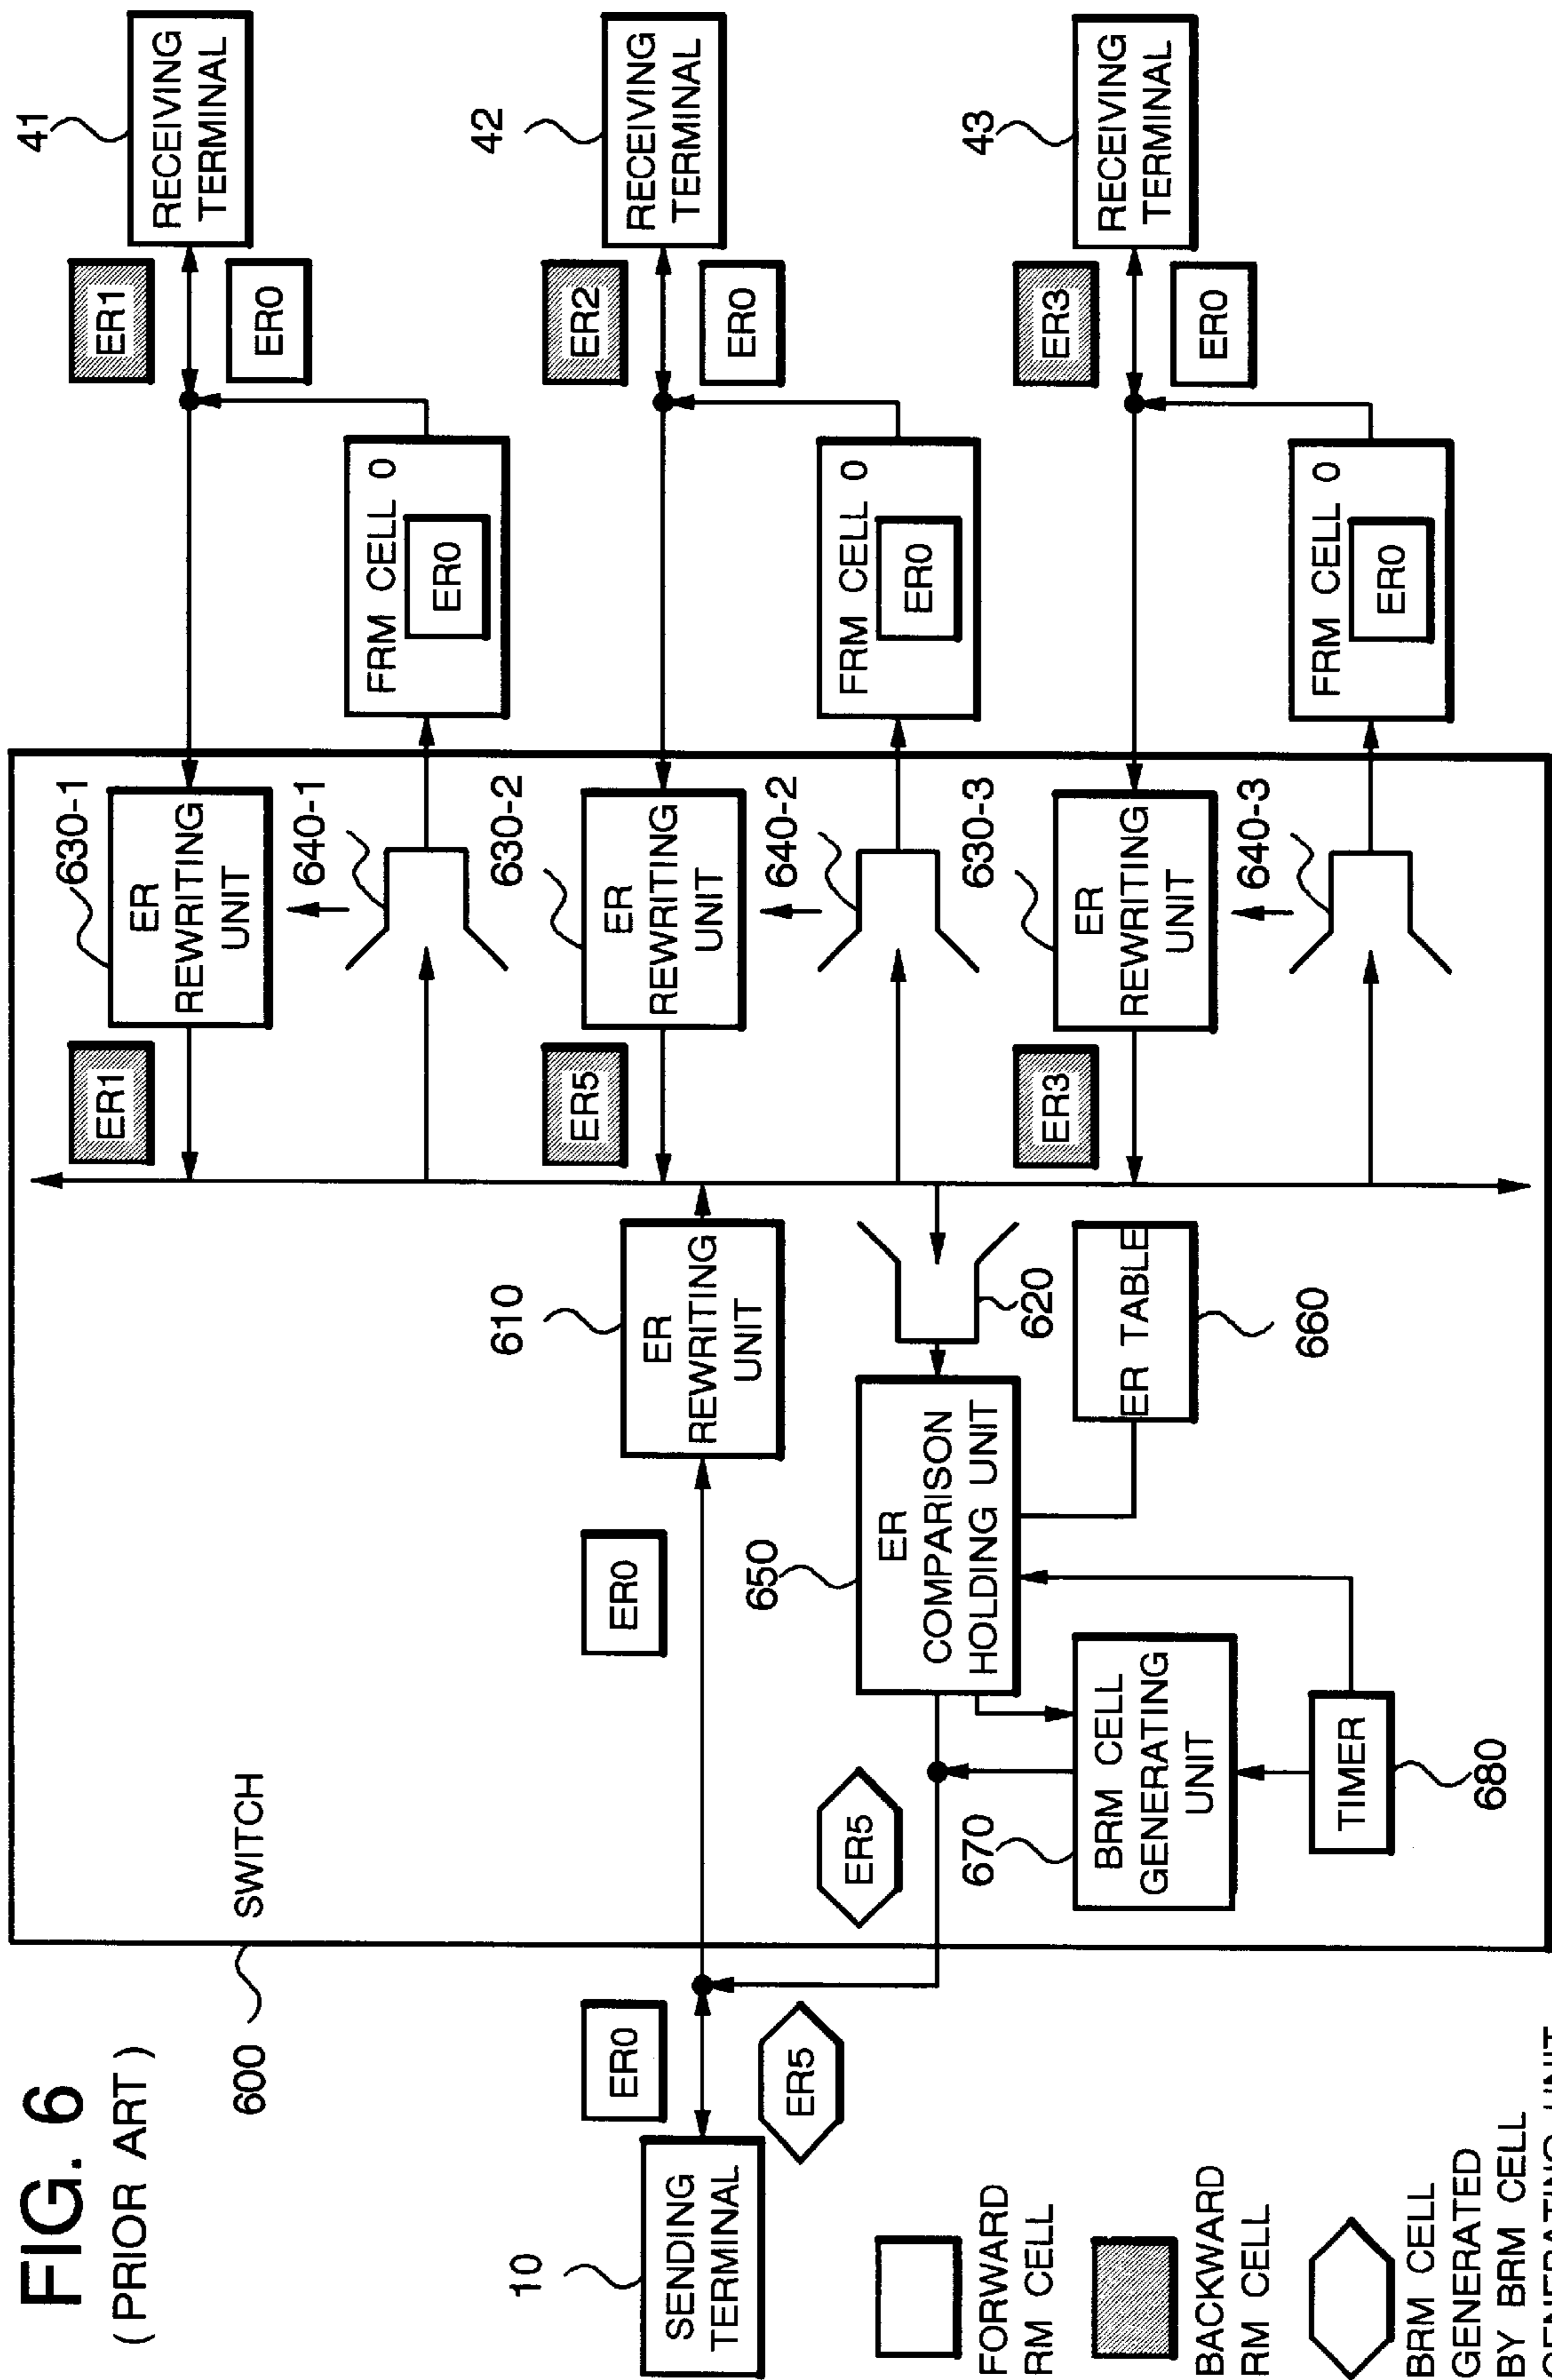 FIG. 6
( PRIOR ART )
600
SWITCH
10
SENDING
TERMINAL
ER0
ER5
ER0
610
ER
REWRITING
UNIT
ER5
650
ER
COMPARISON
HOLDING UNIT
620
660
ER TABLE
670
BRM CELL
GENERATING
UNIT
TIMER
680
ER1
630-1
ER
REWRITING
UNIT
640-1
FRM CELL 0
ER0
ER1
ER0
41
RECEIVING
TERMINAL
ER5
630-2
ER
REWRITING
UNIT
640-2
FRM CELL 0
ER0
ER2
ER0
42
RECEIVING
TERMINAL
ER3
630-3
ER
REWRITING
UNIT
640-3
FRM CELL 0
ER0
ER3
ER0
43
RECEIVING
TERMINAL
FORWARD
RM CELL
BACKWARD
RM CELL
BRM CELL
GENERATED
BY BRM CELL
GENERATING UNIT